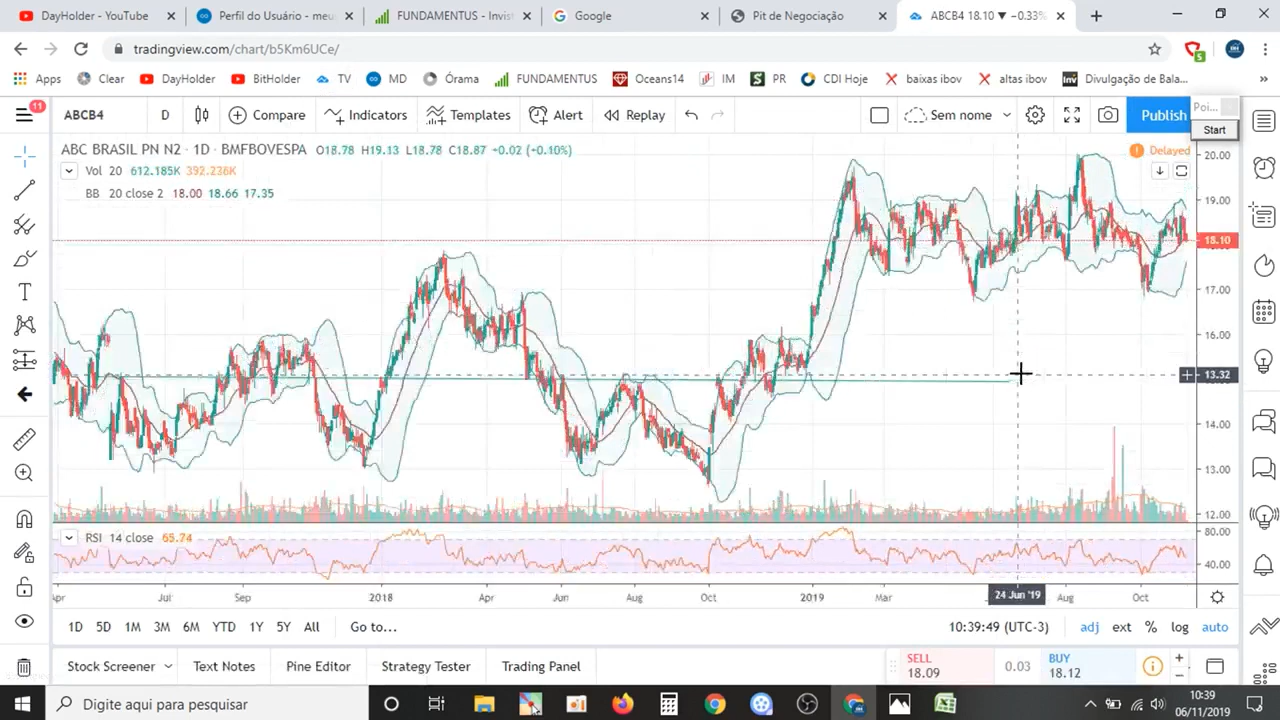 DayHolder - YouTube
Perfil do Usuário - meu
FUNDAMENTUS - Invist
Google
Pit de Negociação
ABCB4 18.10 ▼ −0.33%
tradingview.com/chart/b5Km6UCe/
Apps
Clear
DayHolder
BitHolder
TV
MD
Órama
FUNDAMENTUS
Oceans14
IM
PR
CDI Hoje
baixas ibov
altas ibov
Divulgação de Bala...
11
ABCB4
D
Compare
Indicators
Templates
Alert
Replay
Sem nome
Publish
Poi...
Start
ABC BRASIL PN N2 · 1D · BMFBOVESPA O18.78 H19.13 L18.78 C18.87 +0.02 (+0.10%)
Delayed
Vol 20 612.185K 392.236K
BB 20 close 2 18.00 18.66 17.35
20.00
19.00
18.10
17.00
16.00
13.32
14.00
13.00
12.00
RSI 14 close 65.74
80.00
40.00
Apr
Jul
Sep
2018
Apr
Jun
Aug
Oct
2019
Mar
24 Jun '19
Aug
Oct
1D 5D 1M 3M 6M YTD 1Y 5Y All Go to...
10:39:49 (UTC-3)
adj ext % log auto
Stock Screener
Text Notes
Pine Editor
Strategy Tester
Trading Panel
SELL
18.09
0.03
BUY
18.12
Digite aqui para pesquisar
10:39
06/11/2019